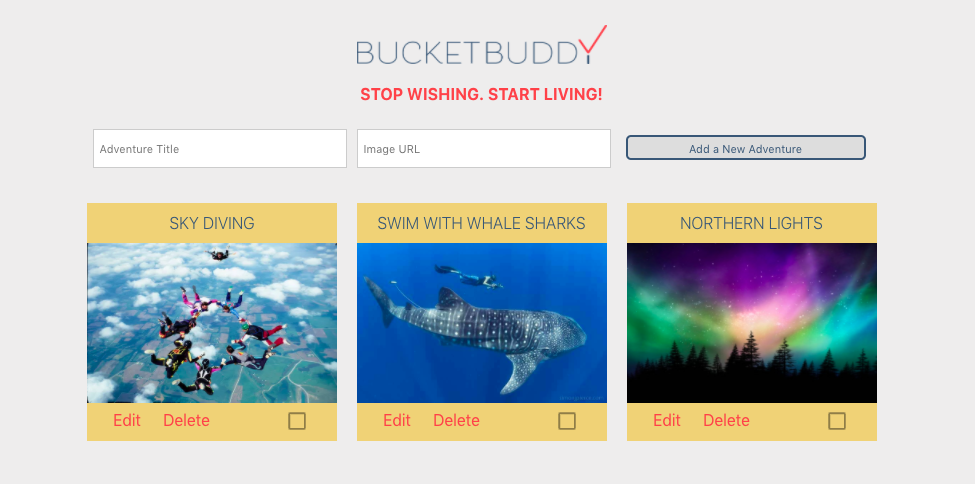 BUCKETBUDDY
STOP WISHING. START LIVING!
Adventure Title
Image URL
Add a New Adventure
SKY DIVING
SWIM WITH WHALE SHARKS
NORTHERN LIGHTS
Edit Delete
Edit Delete
Edit Delete